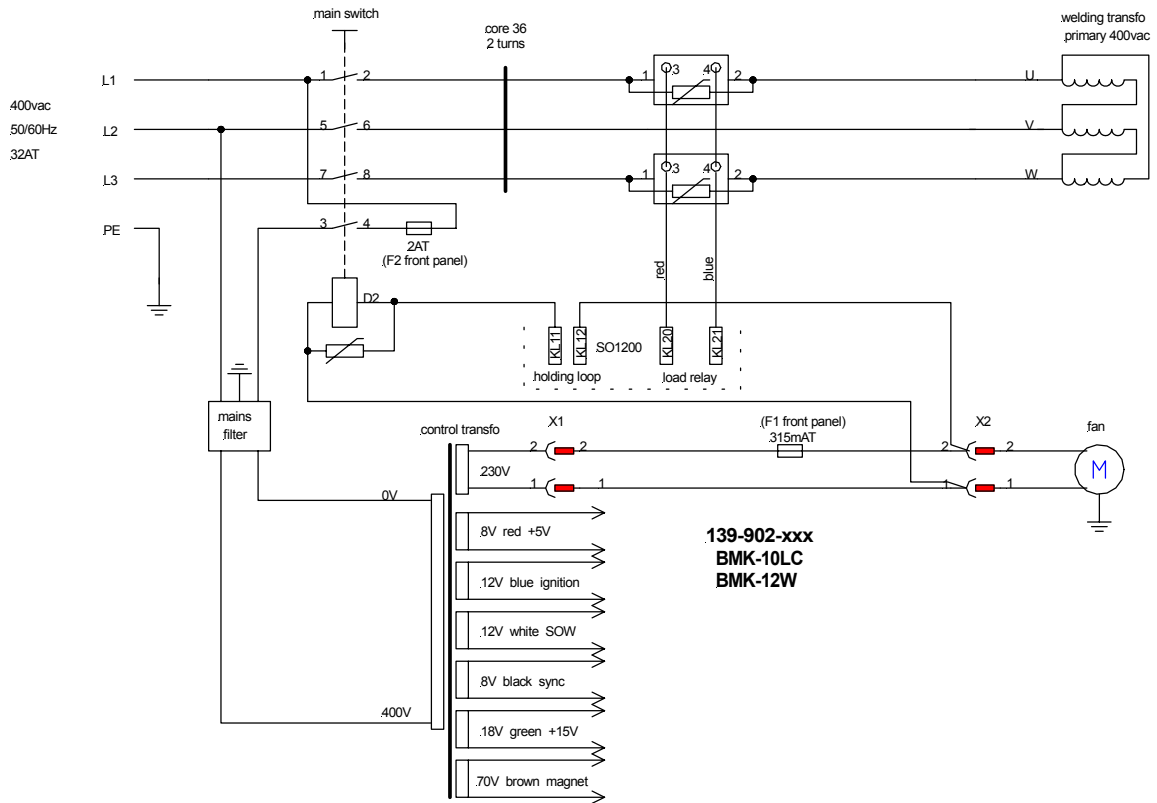 main switch
core 36
2 turns
welding transfo
primary 400vac
L1
1
2
1
3
4
2
U
400vac
50/60Hz
32AT
L2
5
6
V
L3
7
8
1
3
4
2
W
PE
3
4
2AT
(F2 front panel)
red
blue
D2
KL11
KL12
SO1200
KL20
KL21
holding loop
load relay
mains
filter
control transfo
X1
(F1 front panel)
315mAT
X2
fan
2
2
2
2
230V
M
1
1
1
1
0V
8V red +5V
139-902-xxx
BMK-10LC
BMK-12W
12V blue ignition
12V white SOW
8V black sync
400V
18V green +15V
70V brown magnet